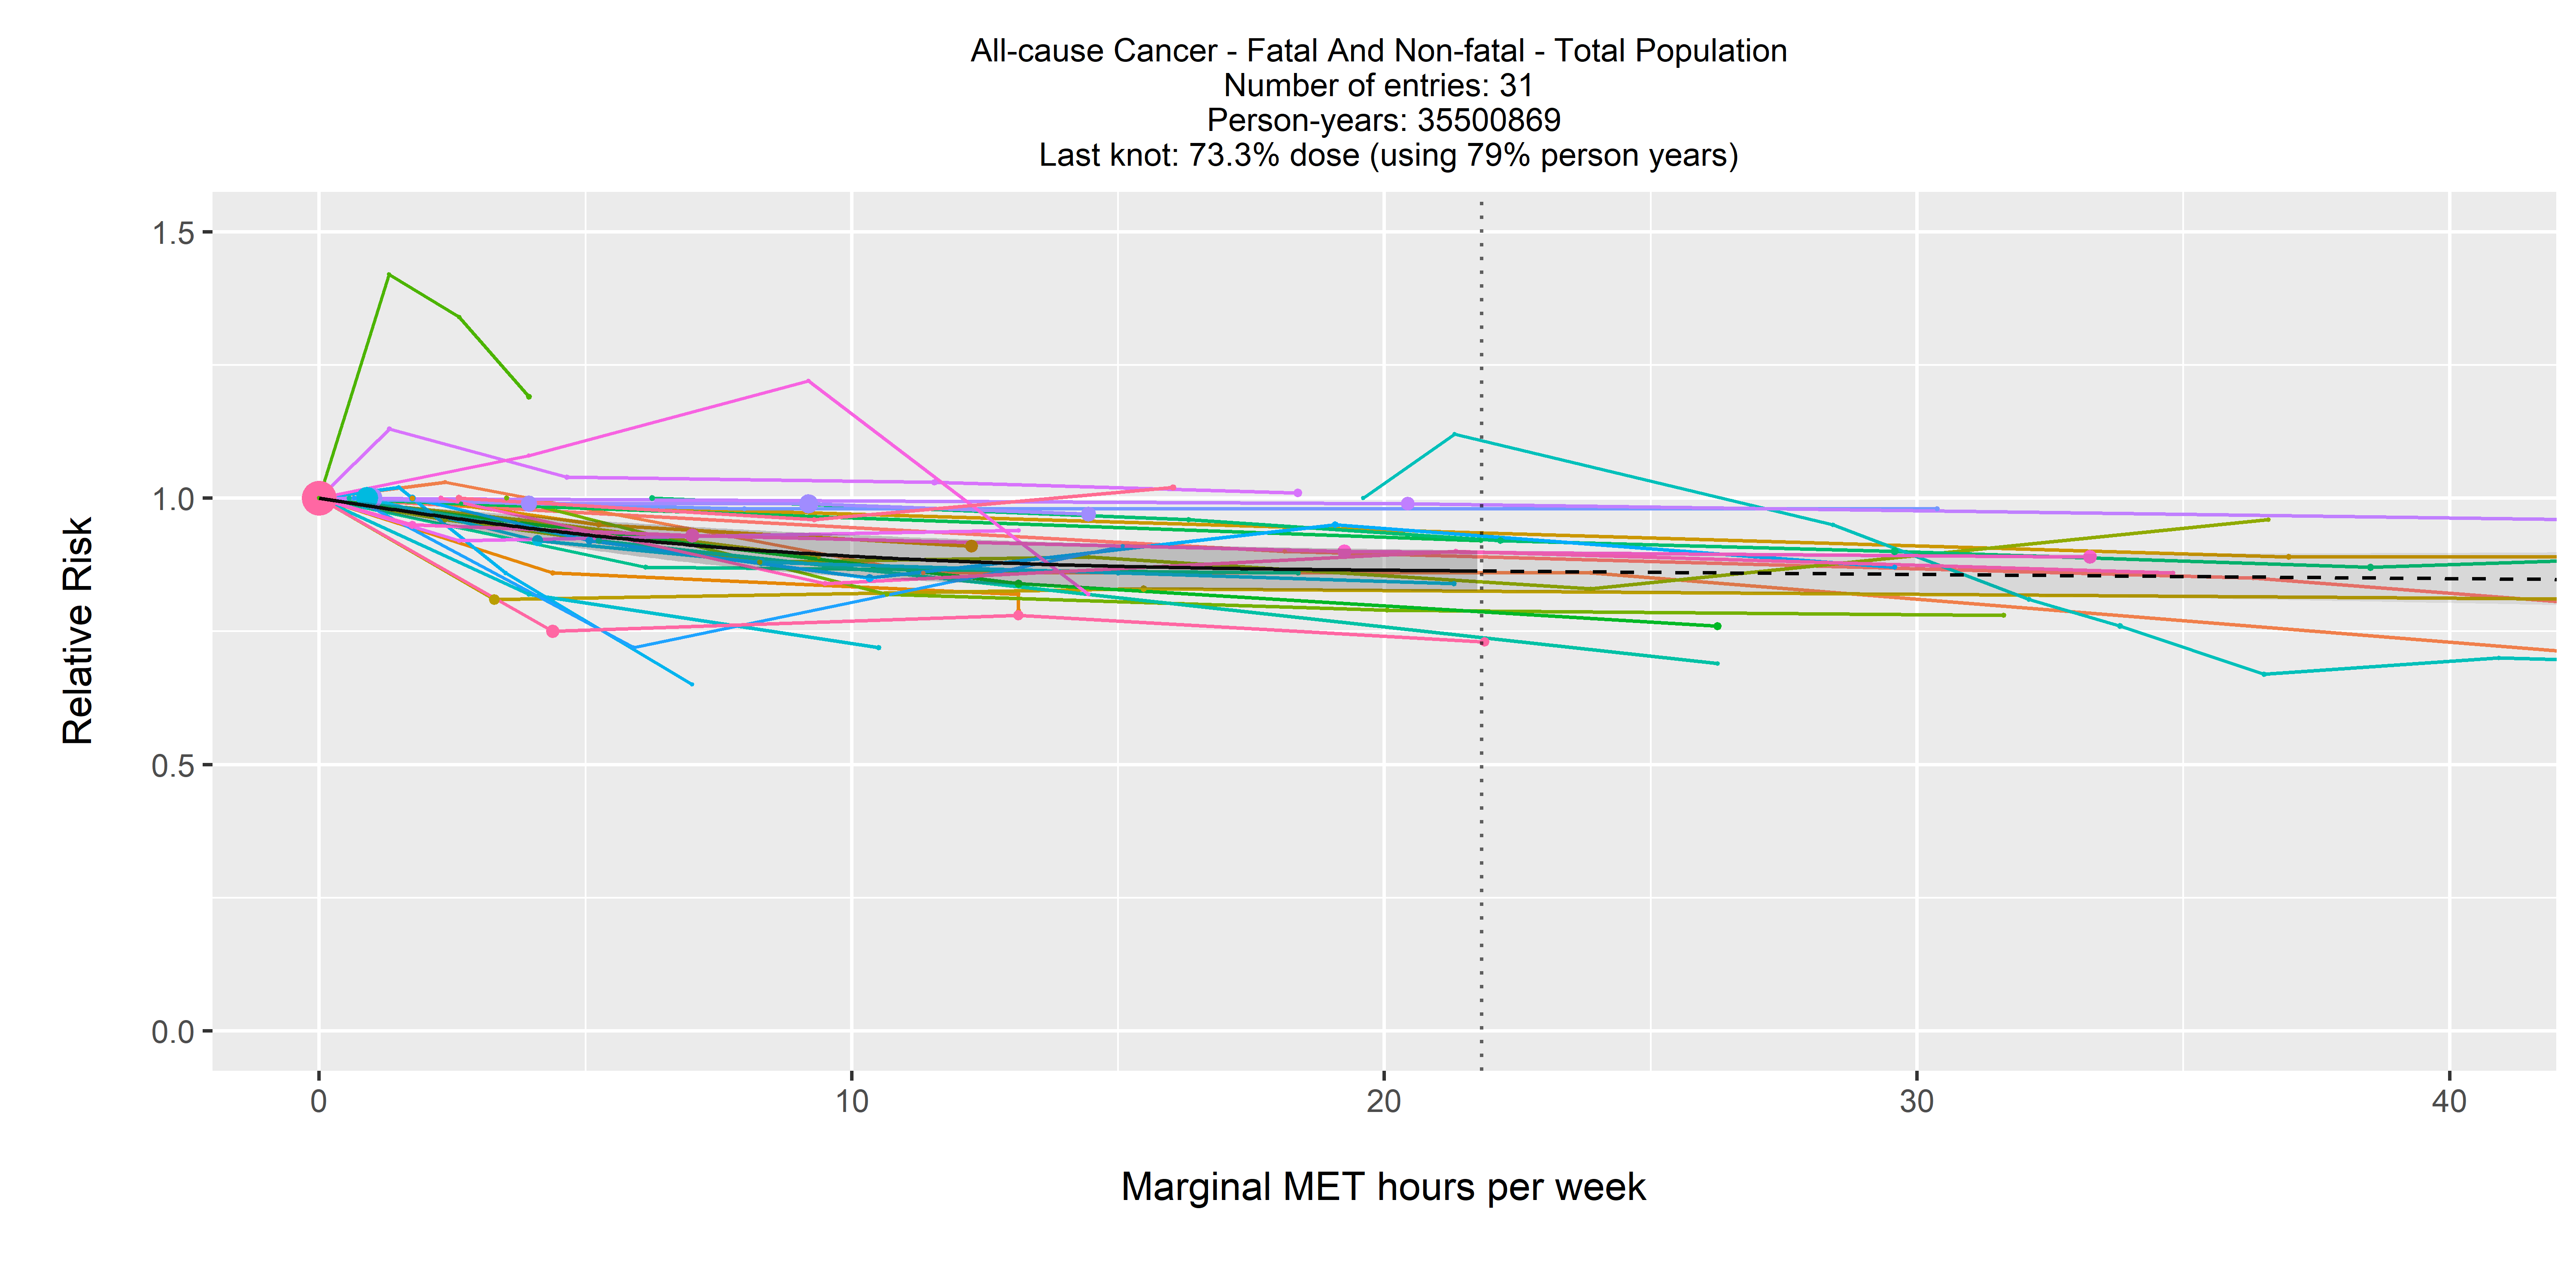 All-cause Cancer - Fatal And Non-fatal - Total Population
Number of entries: 31
Person-years: 35500869
Last knot: 73.3% dose (using 79% person years)
1.5
1.0
0.5
0.0
Relative Risk
0 10 20 30 40
Marginal MET hours per week